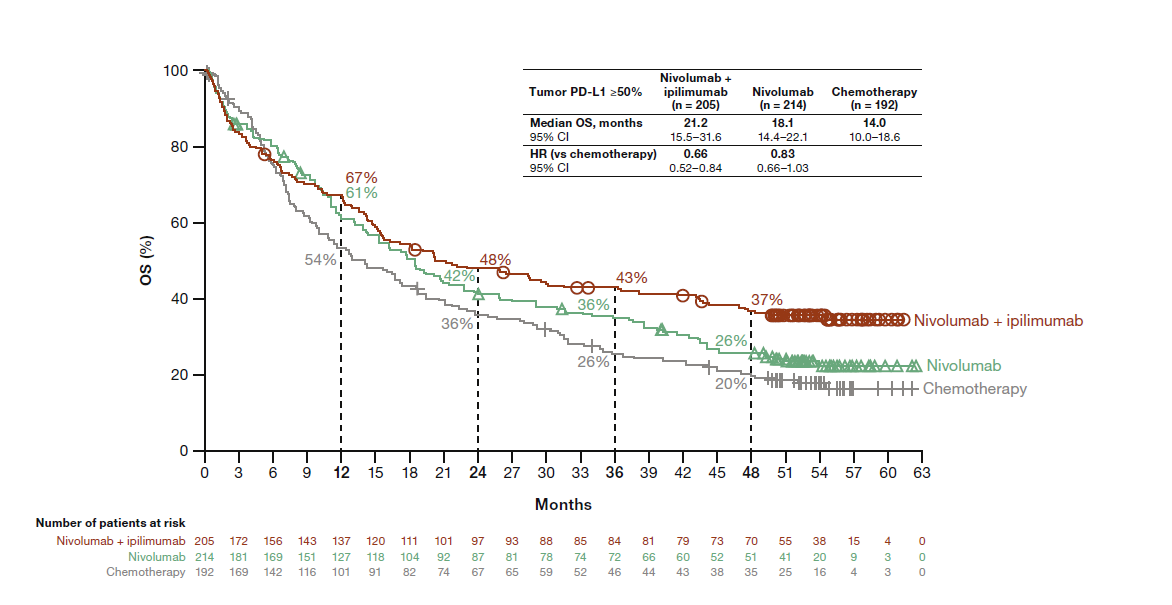 Nivolumab +
Tumor PD-L1 ≥50% ipilimumab Nivolumab Chemotherapy
(n = 205) (n = 214) (n = 192)
Median OS, months 21.2 18.1 14.0
95% CI 15.5–31.6 14.4–22.1 10.0–18.6
HR (vs chemotherapy) 0.66 0.83
95% CI 0.52–0.84 0.66–1.03
OS (%)
100
80
60
40
20
0
67%
61%
54%
48%
42%
36%
43%
36%
26%
37%
26%
20%
Nivolumab + ipilimumab
Nivolumab
Chemotherapy
0 3 6 9 12 15 18 21 24 27 30 33 36 39 42 45 48 51 54 57 60 63
Months
Number of patients at risk
Nivolumab + ipilimumab 205 172 156 143 137 120 111 101 97 93 88 85 84 81 79 73 70 55 38 15 4 0
Nivolumab 214 181 169 151 127 118 104 92 87 81 78 74 72 66 60 52 51 41 20 9 3 0
Chemotherapy 192 169 142 116 101 91 82 74 67 65 59 52 46 44 43 38 35 25 16 4 3 0